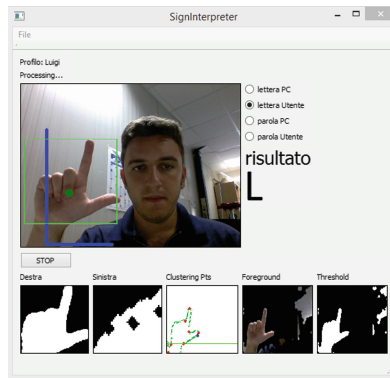 SignInterpreter
File
Profilo: Luigi
Processing...
lettera PC
lettera Utente
parola PC
parola Utente
risultato
L
STOP
Destra
Sinistra
Clustering Pts
Foreground
Threshold